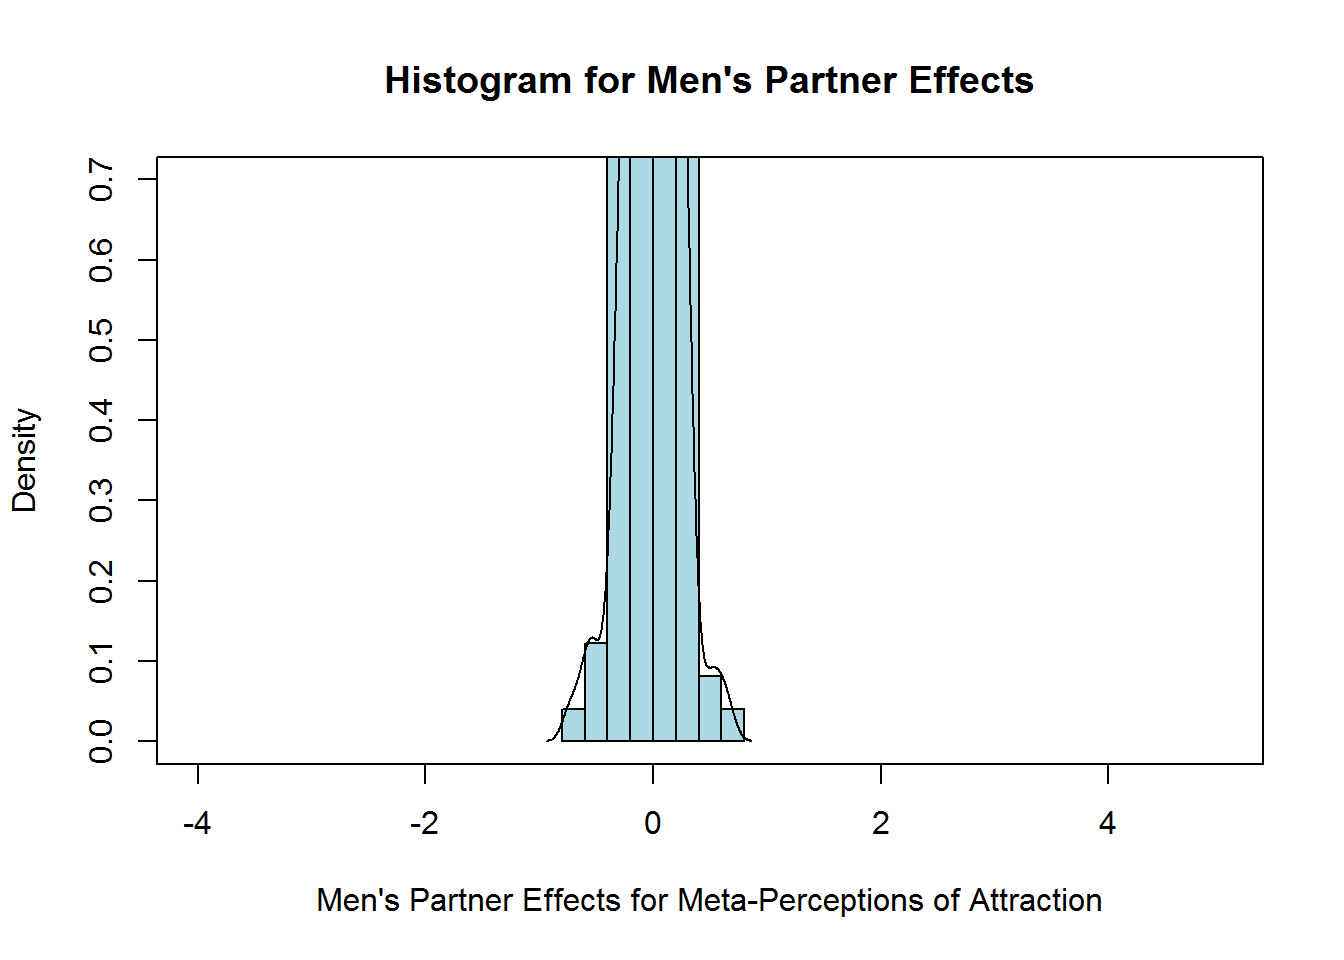 Histogram for Men's Partner Effects
Density
0.7
0.6
0.5
0.4
0.3
0.2
0.1
0.0
-4 -2 0 2 4
Men's Partner Effects for Meta-Perceptions of Attraction